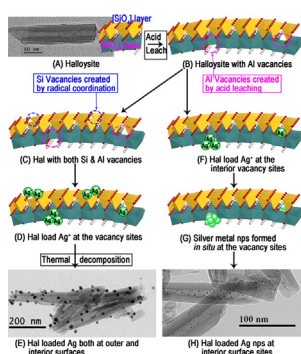 [SiO4] layer
50 nm
(A) Halloysite
Acid
Leach
(B) Halloysite with Al vacancies
Si Vacancies created
by radical coordination
Al Vacancies created
by acid leaching
(C) Hal with both Si & Al vacancies
(F) Hal load Ag⁺ at the
interior vacancy sites
(D) Hal load Ag⁺ at the vacancy sites
(G) Silver metal nps formed
in situ at vacancy sites
Thermal decomposition
200 nm
100 nm
(E) Hal loaded Ag both at outer and
interior surfaces
(H) Hal loaded Ag nps at
interior surface sites